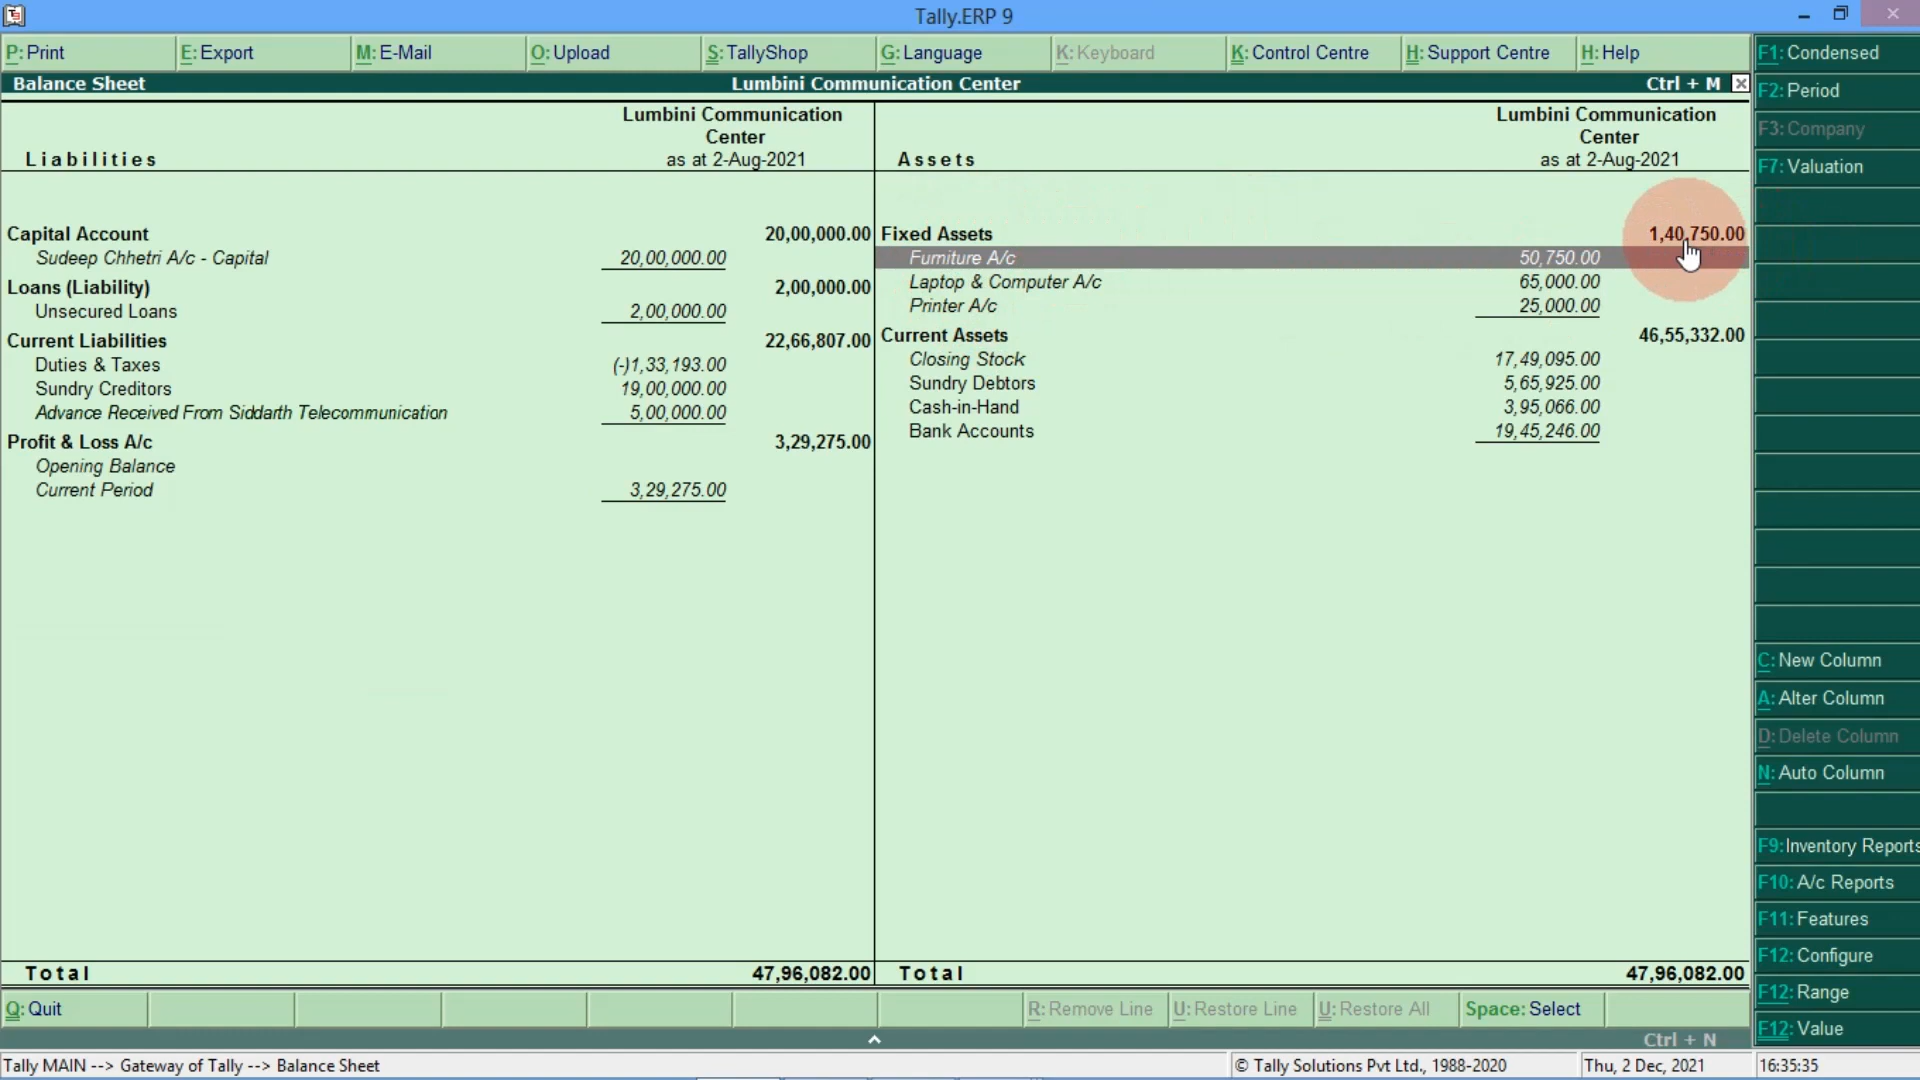 Tally.ERP 9
P: Print E: Export M: E-Mail O: Upload S: TallyShop G: Language K: Keyboard K: Control Centre H: Support Centre H: Help
Balance Sheet Lumbini Communication Center Ctrl + M
Lumbini Communication
Center
Liabilities as at 2-Aug-2021
Capital Account 20,00,000.00
Sudeep Chhetri A/c - Capital 20,00,000.00
Loans (Liability) 2,00,000.00
Unsecured Loans 2,00,000.00
Current Liabilities 22,66,807.00
Duties & Taxes (-)1,33,193.00
Sundry Creditors 19,00,000.00
Advance Received From Siddarth Telecommunication 5,00,000.00
Profit & Loss A/c 3,29,275.00
Opening Balance
Current Period 3,29,275.00
Total 47,96,082.00
Lumbini Communication
Center
Assets as at 2-Aug-2021
Fixed Assets 1,40,750.00
Furniture A/c 50,750.00
Laptop & Computer A/c 65,000.00
Printer A/c 25,000.00
Current Assets 46,55,332.00
Closing Stock 17,49,095.00
Sundry Debtors 5,65,925.00
Cash-in-Hand 3,95,066.00
Bank Accounts 19,45,246.00
Total 47,96,082.00
F1: Condensed
F2: Period
F3: Company
F7: Valuation
C: New Column
A: Alter Column
D: Delete Column
N: Auto Column
F9: Inventory Reports
F10: A/c Reports
F11: Features
F12: Configure
F12: Range
F12: Value
Q: Quit R: Remove Line U: Restore Line U: Restore All Space: Select
Ctrl + N
Tally MAIN --> Gateway of Tally --> Balance Sheet © Tally Solutions Pvt Ltd., 1988-2020 Thu, 2 Dec, 2021 16:35:35